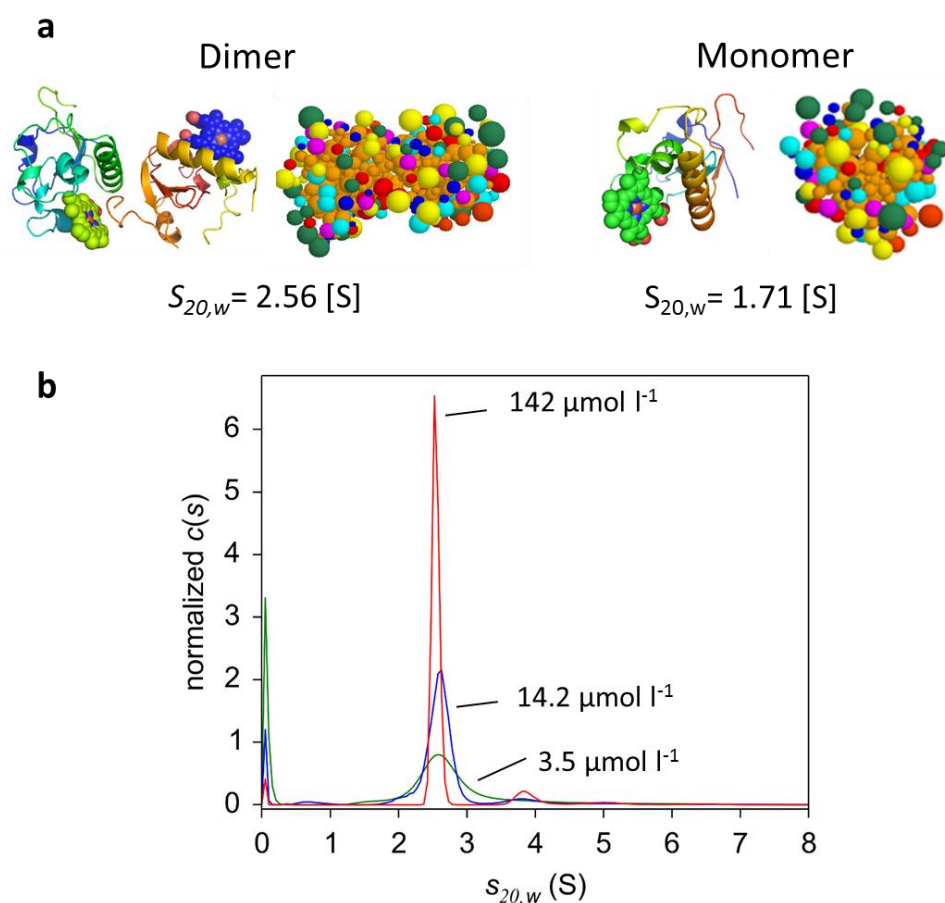 a
Dimer
Monomer
S₂₀,w= 2.56 [S]
S₂₀,w= 1.71 [S]
b
142 µmol l⁻¹
14.2 µmol l⁻¹
3.5 µmol l⁻¹
normalized c(s)
6
5
4
3
2
1
0
0 1 2 3 4 5 6 7 8
s₂₀,w (S)